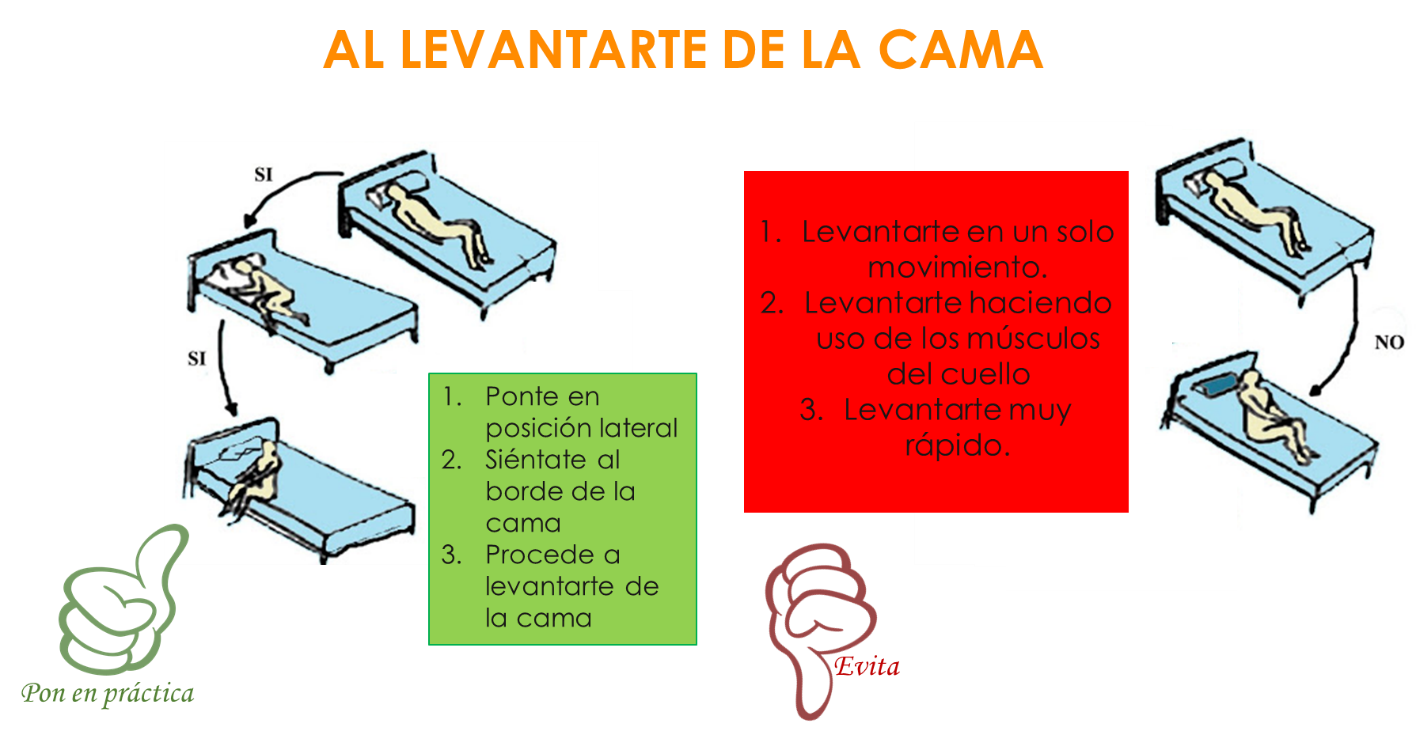 AL LEVANTARTE DE LA CAMA
SI
SI
1. Ponte en
posición lateral
2. Siéntate al
borde de la
cama
3. Procede a
levantarte de
la cama
Pon en práctica
1. Levantarte en un solo
movimiento.
2. Levantarte haciendo
uso de los músculos
del cuello
3. Levantarte muy
rápido.
NO
Evita